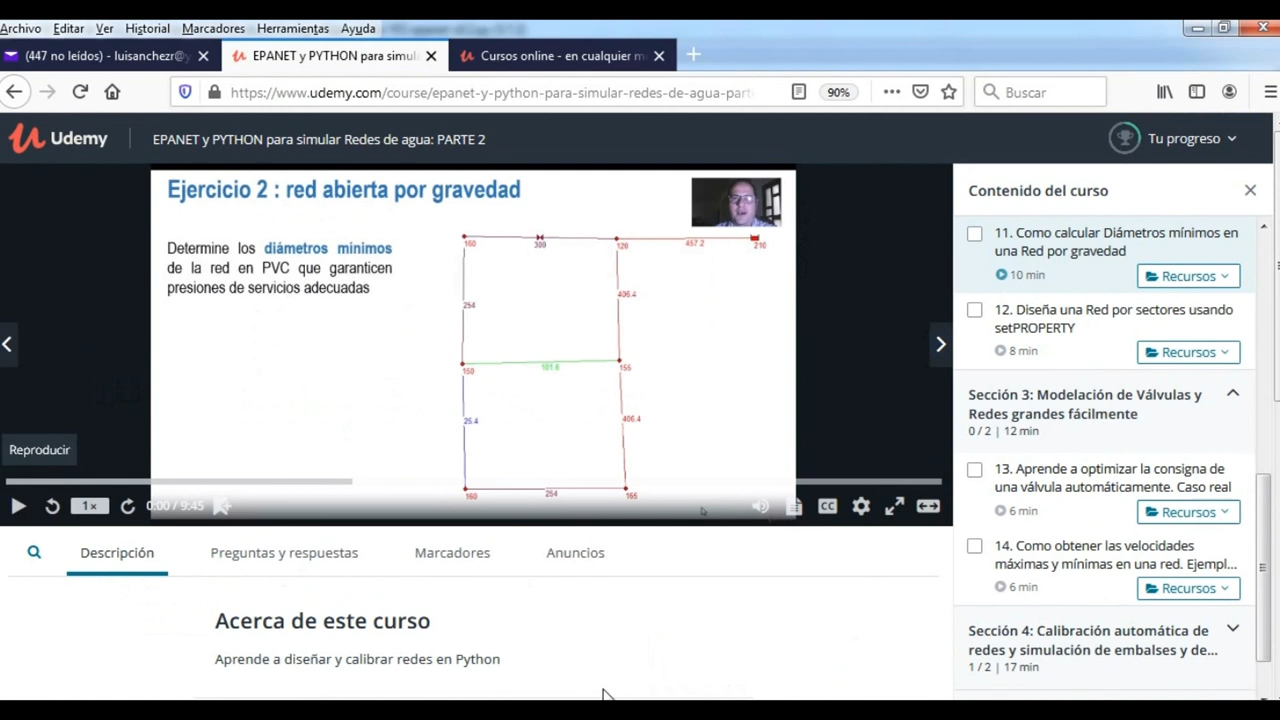 Archivo Editar Ver Historial Marcadores Herramientas Ayuda
(447 no leídos) - luisanchezr@
EPANET y PYTHON para simul
Cursos online - en cualquier m
https://www.udemy.com/course/epanet-y-python-para-simular-redes-de-agua-part
90%
Buscar
Udemy
EPANET y PYTHON para simular Redes de agua: PARTE 2
Tu progreso
Ejercicio 2 : red abierta por gravedad
Determine los diámetros minimos
de la red en PVC que garanticen
presiones de servicios adecuadas
160
309
120
457.2
210
254
406.4
150
101.6
155
25.4
406.4
160
254
165
Reproducir
1x
0:00 / 9:45
CC
Descripción
Preguntas y respuestas
Marcadores
Anuncios
Acerca de este curso
Aprende a diseñar y calibrar redes en Python
Contenido del curso
11. Como calcular Diámetros mínimos en
una Red por gravedad
10 min
Recursos
12. Diseña una Red por sectores usando
setPROPERTY
8 min
Recursos
Sección 3: Modelación de Válvulas y
Redes grandes fácilmente
0 / 2 | 12 min
13. Aprende a optimizar la consigna de
una válvula automáticamente. Caso real
6 min
Recursos
14. Como obtener las velocidades
máximas y mínimas en una red. Ejempl...
6 min
Recursos
Sección 4: Calibración automática de
redes y simulación de embalses y de...
1 / 2 | 17 min